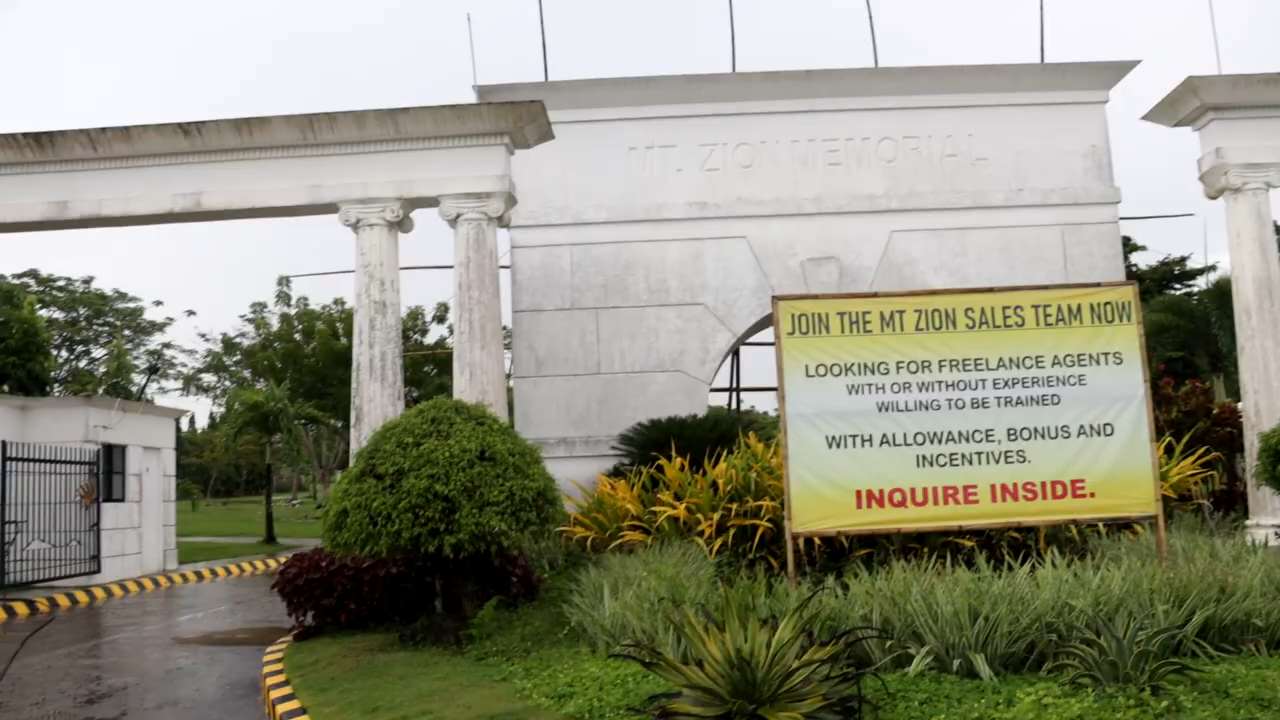 MT. ZION MEMORIAL
JOIN THE MT ZION SALES TEAM NOW
LOOKING FOR FREELANCE AGENTS
WITH OR WITHOUT EXPERIENCE
WILLING TO BE TRAINED
WITH ALLOWANCE, BONUS AND
INCENTIVES.
INQUIRE INSIDE.